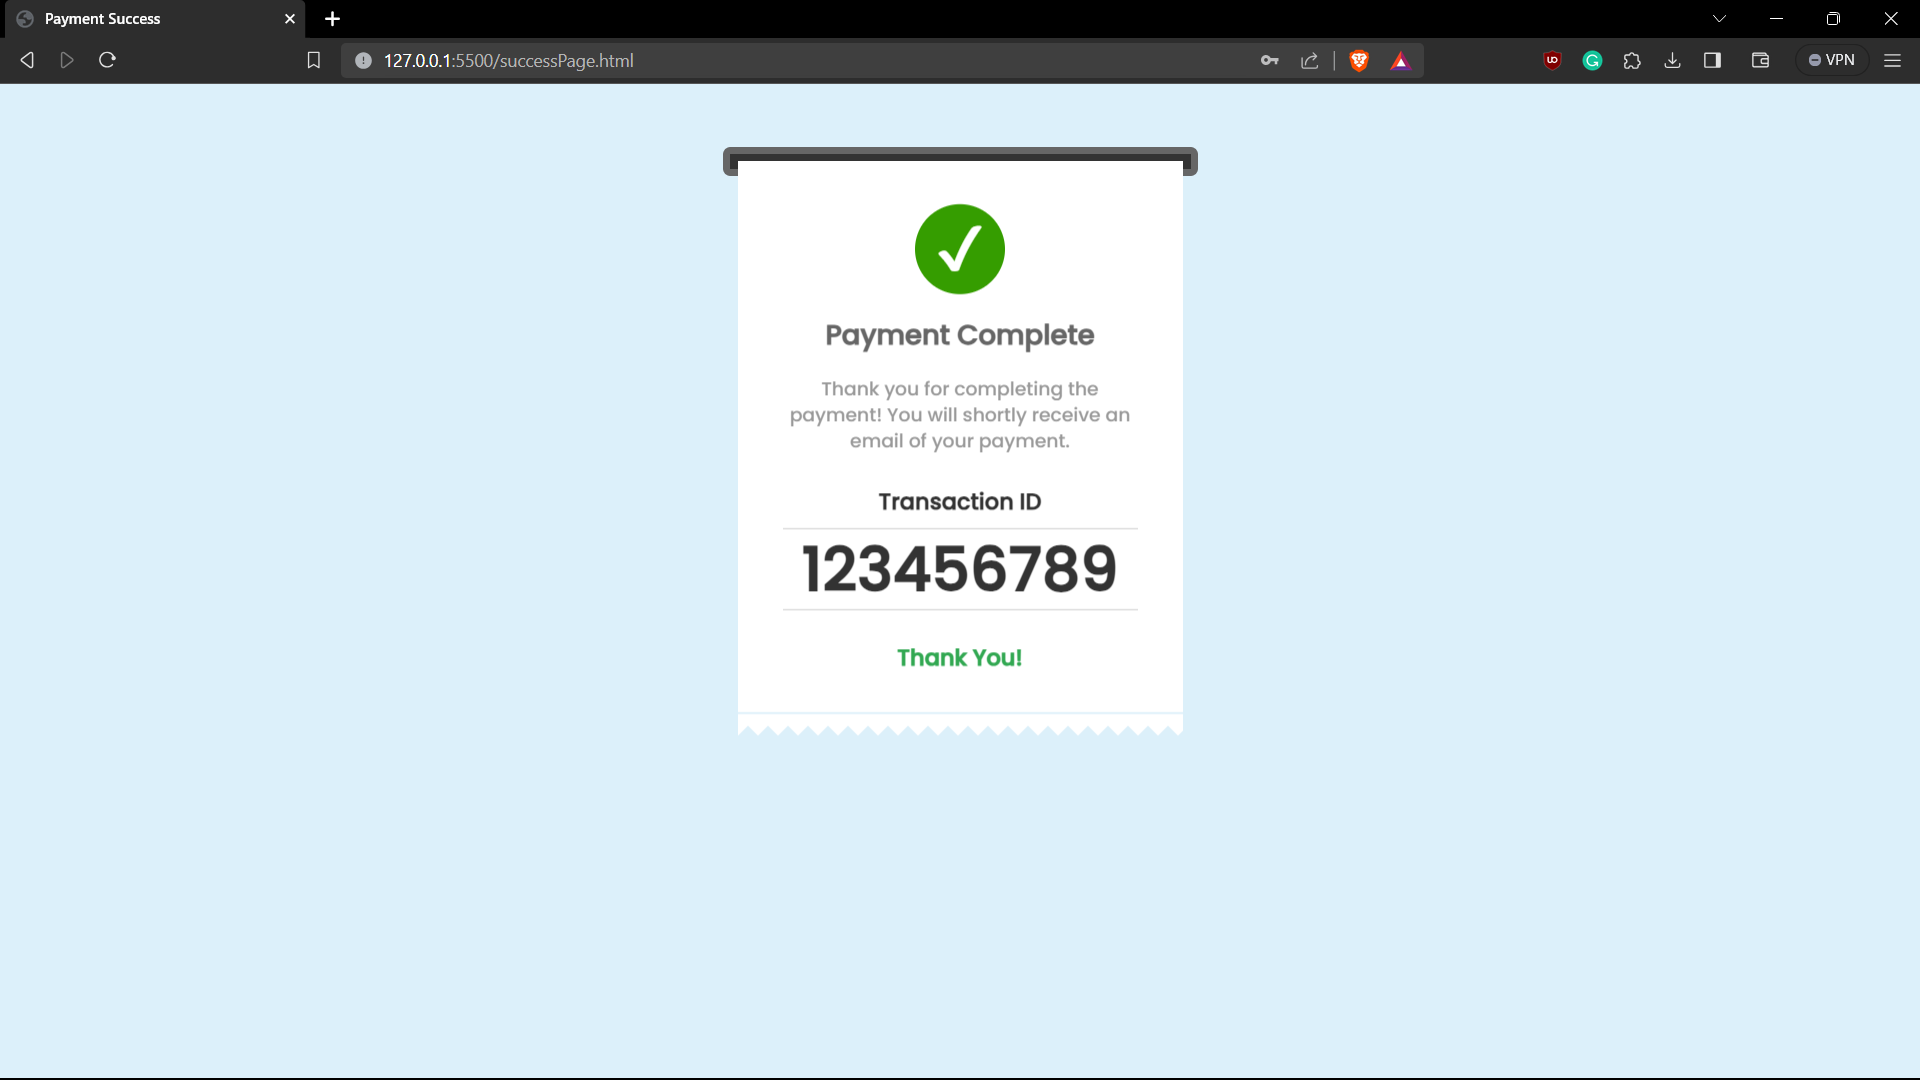 Payment Success
127.0.0.1:5500/successPage.html
VPN
Payment Complete
Thank you for completing the
payment! You will shortly receive an
email of your payment.
Transaction ID
123456789
Thank You!